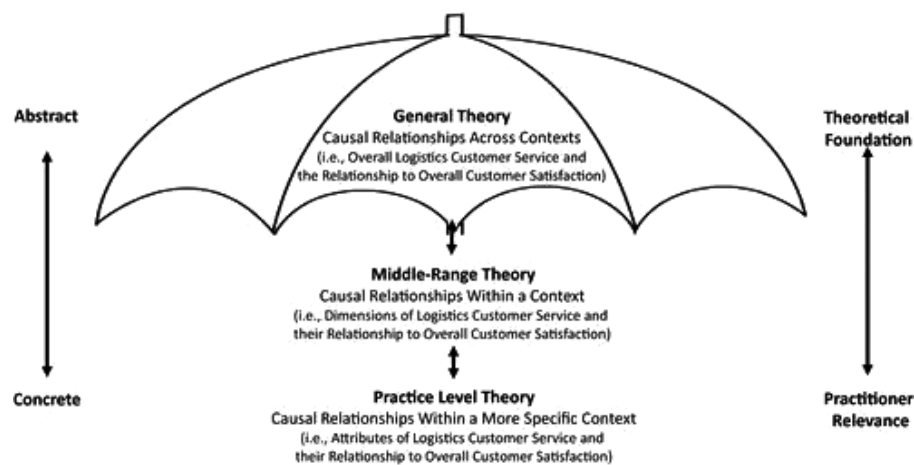 Abstract
General Theory
Causal Relationships Across Contexts
(i.e., Overall Logistics Customer Service and
the Relationship to Overall Customer Satisfaction)
Theoretical
Foundation
Middle-Range Theory
Causal Relationships Within a Context
(i.e., Dimensions of Logistics Customer Service and
their Relationship to Overall Customer Satisfaction)
Concrete
Practice Level Theory
Causal Relationships Within a More Specific Context
(i.e., Attributes of Logistics Customer Service and
their Relationship to Overall Customer Satisfaction)
Practitioner
Relevance